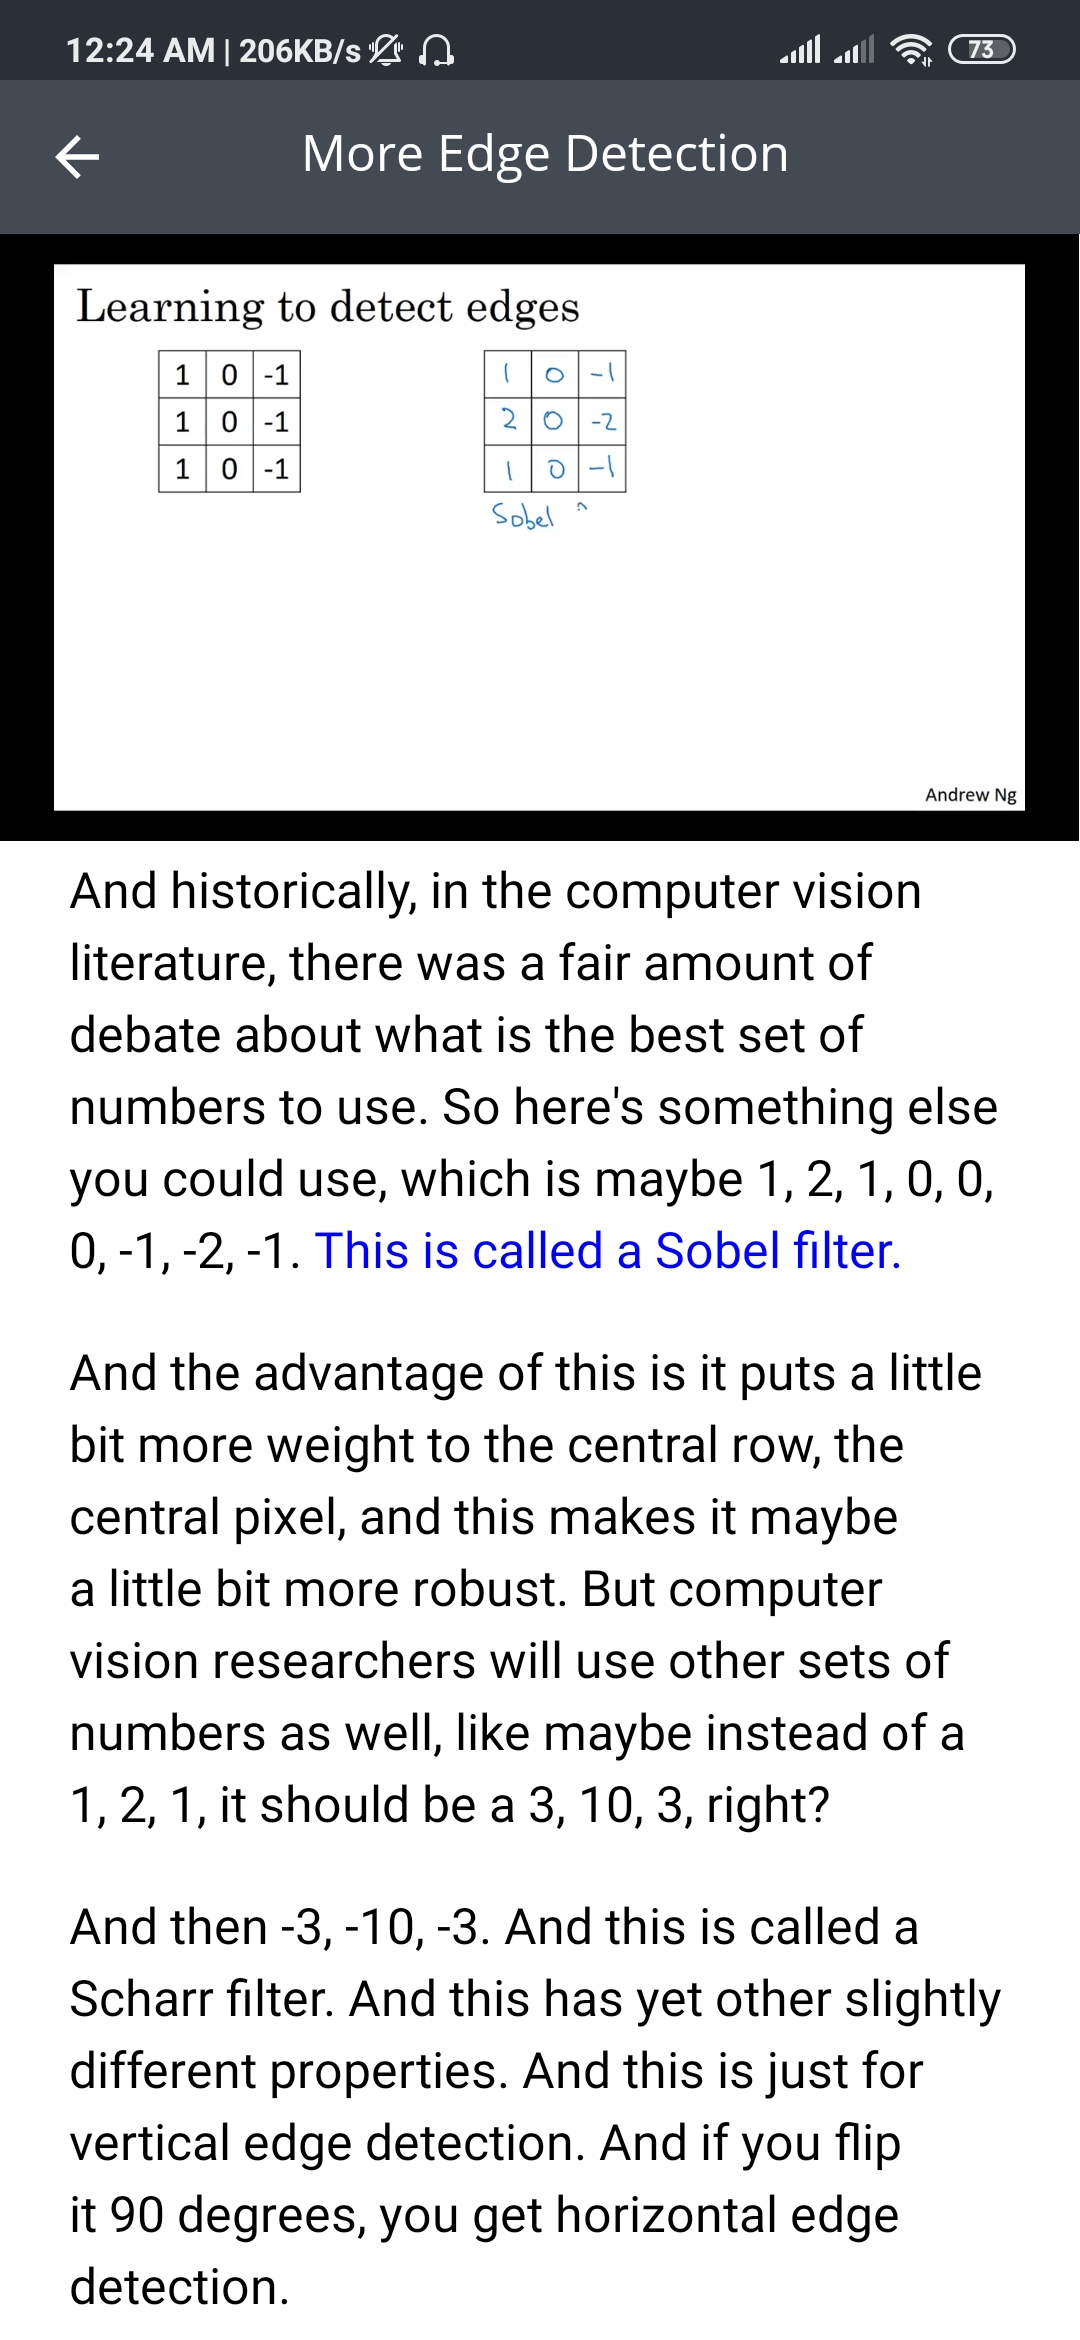 12:24 AM | 206KB/s
73
More Edge Detection
Learning to detect edges
1 0 -1
1 0 -1
1 0 -1
1 0 -1
2 0 -2
1 0 -1
Sobel
Andrew Ng
And historically, in the computer vision
literature, there was a fair amount of
debate about what is the best set of
numbers to use. So here's something else
you could use, which is maybe 1, 2, 1, 0, 0,
0, -1, -2, -1. This is called a Sobel filter.
And the advantage of this is it puts a little
bit more weight to the central row, the
central pixel, and this makes it maybe
a little bit more robust. But computer
vision researchers will use other sets of
numbers as well, like maybe instead of a
1, 2, 1, it should be a 3, 10, 3, right?
And then -3, -10, -3. And this is called a
Scharr filter. And this has yet other slightly
different properties. And this is just for
vertical edge detection. And if you flip
it 90 degrees, you get horizontal edge
detection.